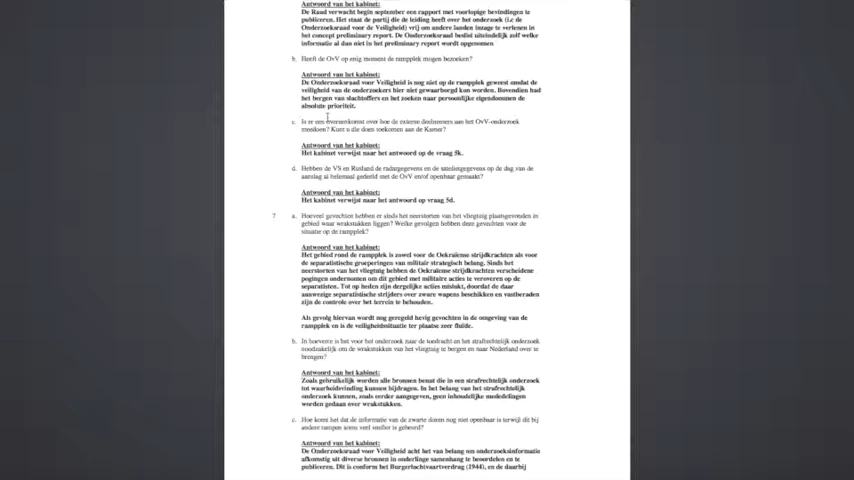 Antwoord van het kabinet:
De Raad verwacht begin september een rapport met voorlopige bevindingen te
publiceren. Het staat de partij die de leiding heeft over het onderzoek (i.c de
Onderzoeksraad voor de Veiligheid) vrij om andere landen inzage te verlenen in
het concept preliminary report. De Onderzoeksraad beslist uiteindelijk zelf welke
informatie al dan niet in het preliminary report wordt opgenomen
b. Heeft de OvV op enig moment de rampplek mogen bezoeken?
Antwoord van het kabinet:
De Onderzoeksraad voor Veiligheid is nog niet op de rampplek geweest omdat de
veiligheid van de onderzoekers hier niet gewaarborgd kon worden. Bovendien had
het bergen van slachtoffers en het zoeken naar persoonlijke eigendommen de
absolute prioriteit.
c. Is er een overeenkomst over hoe de externe deelnemers aan het OvV-onderzoek
meedoen? Kunt u die doen toekomen aan de Kamer?
Antwoord van het kabinet:
Het kabinet verwijst naar het antwoord op de vraag 5k.
d. Hebben de VS en Rusland de radargegevens en de satelietgegevens op de dag van de
aanslag al helemaal gedeeld met de OvV en/of openbaar gemaakt?
Antwoord van het kabinet:
Het kabinet verwijst naar het antwoord op vraag 5d.
7 a. Hoeveel gevechten hebben er sinds het neerstorten van het vliegtuig plaatsgevonden in
gebied waar wrakstukken liggen? Welke gevolgen hebben deze gevechten voor de
situatie op de rampplek?
Antwoord van het kabinet:
Het gebied rond de rampplek is zowel voor de Oekraïense strijdkrachten als voor
de separatistische groeperingen van militair strategisch belang. Sinds het
neerstorten van het vliegtuig hebben de Oekraïense strijdkrachten verscheidene
pogingen ondernomen om dit gebied met militaire acties te veroveren op de
separatisten. Tot op heden zijn dergelijke acties mislukt, doordat de daar
aanwezige separatistische strijders over zware wapens beschikken en vastberaden
zijn de controle over het terrein te behouden.
Als gevolg hiervan wordt nog geregeld hevig gevochten in de omgeving van de
rampplek en is de veiligheidssituatie ter plaatse zeer fluïde.
b. In hoeverre is het voor het onderzoek naar de toedracht en het strafrechtelijk onderzoek
noodzakelijk om de wrakstukken van het vliegtuig te bergen en naar Nederland over te
brengen?
Antwoord van het kabinet:
Zoals gebruikelijk worden alle bronnen benut die in een strafrechtelijk onderzoek
tot waarheidsvinding kunnen bijdragen. In het belang van het strafrechtelijk
onderzoek kunnen, zoals eerder aangegeven, geen inhoudelijke mededelingen
worden gedaan over wrakstukken.
c. Hoe komt het dat de informatie van de zwarte dozen nog niet openbaar is terwijl dit bij
andere rampen soms veel sneller is gebeurd?
Antwoord van het kabinet:
De Onderzoeksraad voor Veiligheid acht het van belang om onderzoeksinformatie
afkomstig uit diverse bronnen in onderlinge samenhang te beoordelen en te
publiceren. Dit is conform het Burgerluchtvaartverdrag (1944), en de daarbij